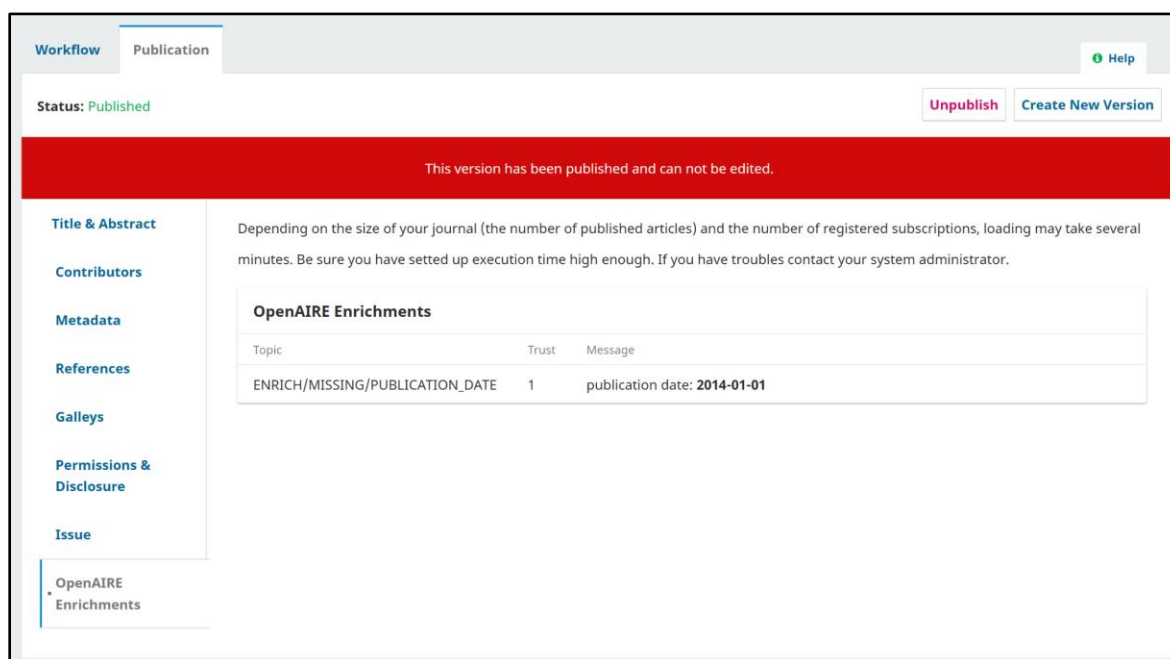 Workflow Publication
Help
Status: Published
Unpublish Create New Version
This version has been published and can not be edited.
Title & Abstract
Contributors
Metadata
References
Galleys
Permissions &
Disclosure
Issue
OpenAIRE
Enrichments
Depending on the size of your journal (the number of published articles) and the number of registered subscriptions, loading may take several
minutes. Be sure you have setted up execution time high enough. If you have troubles contact your system administrator.
OpenAIRE Enrichments
Topic Trust Message
ENRICH/MISSING/PUBLICATION_DATE 1 publication date: 2014-01-01